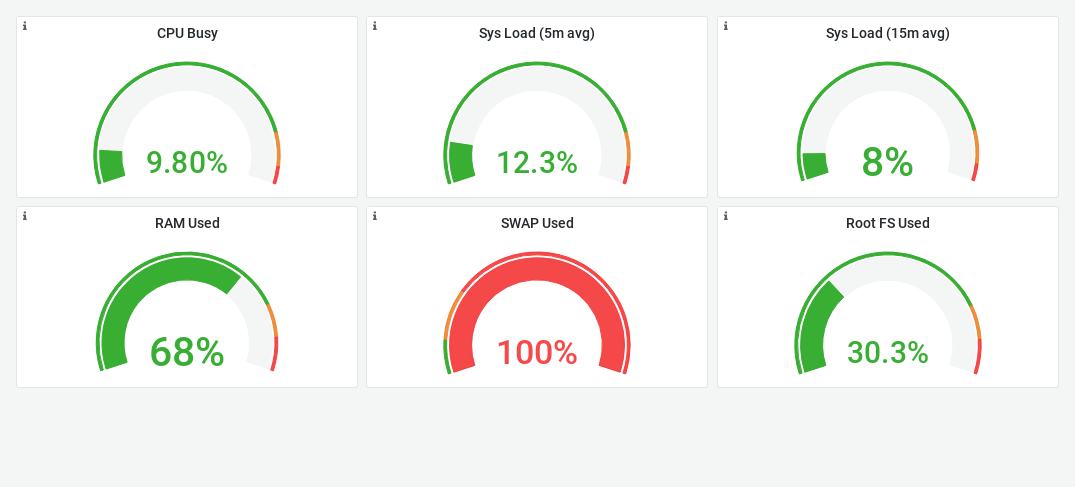 CPU Busy
9.80%
Sys Load (5m avg)
12.3%
Sys Load (15m avg)
8%
RAM Used
68%
SWAP Used
100%
Root FS Used
30.3%